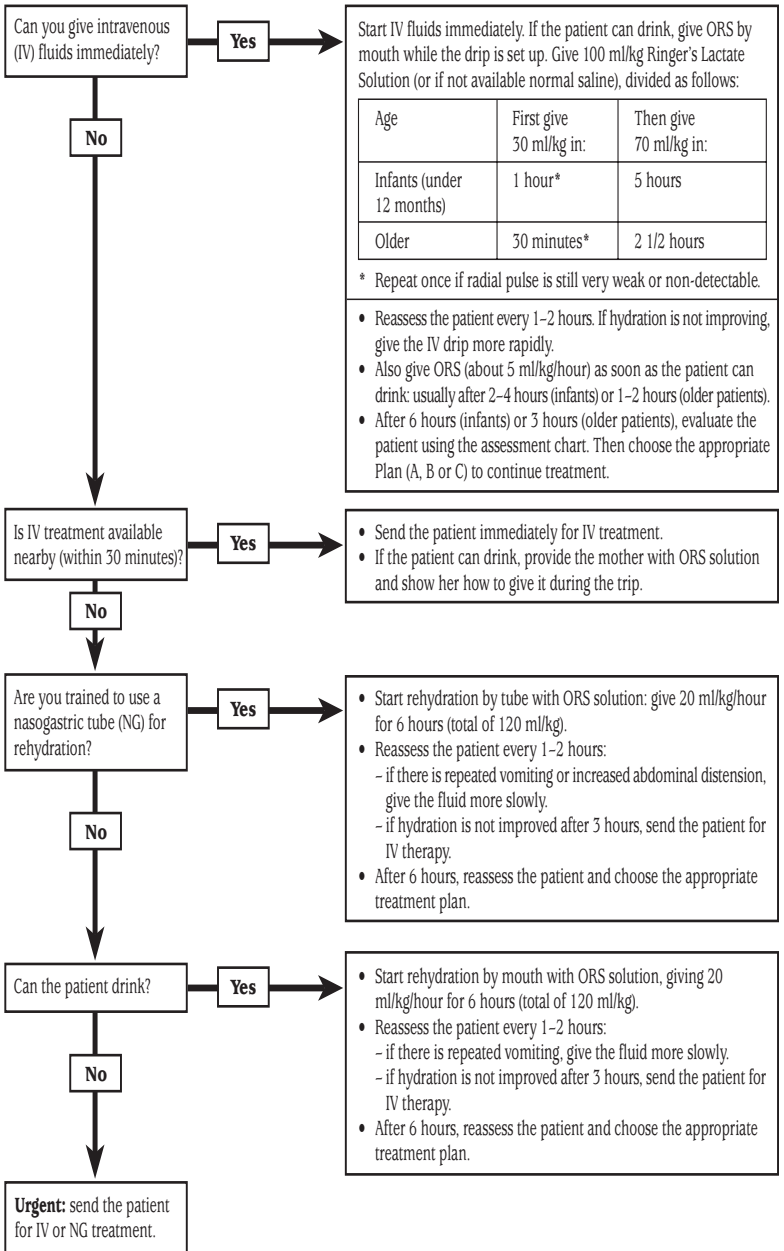 Can you give intravenous
(IV) fluids immediately?
Yes
Start IV fluids immediately. If the patient can drink, give ORS by
mouth while the drip is set up. Give 100 ml/kg Ringer's Lactate
Solution (or if not available normal saline), divided as follows:
Age
First give
30 ml/kg in:
Then give
70 ml/kg in:
Infants (under
12 months)
1 hour*
5 hours
Older
30 minutes*
2 1/2 hours
* Repeat once if radial pulse is still very weak or non-detectable.
• Reassess the patient every 1–2 hours. If hydration is not improving,
give the IV drip more rapidly.
• Also give ORS (about 5 ml/kg/hour) as soon as the patient can
drink: usually after 2–4 hours (infants) or 1–2 hours (older patients).
• After 6 hours (infants) or 3 hours (older patients), evaluate the
patient using the assessment chart. Then choose the appropriate
Plan (A, B or C) to continue treatment.
No
Is IV treatment available
nearby (within 30 minutes)?
Yes
• Send the patient immediately for IV treatment.
• If the patient can drink, provide the mother with ORS solution
and show her how to give it during the trip.
No
Are you trained to use a
nasogastric tube (NG) for
rehydration?
Yes
• Start rehydration by tube with ORS solution: give 20 ml/kg/hour
for 6 hours (total of 120 ml/kg).
• Reassess the patient every 1–2 hours:
– if there is repeated vomiting or increased abdominal distension,
give the fluid more slowly.
– if hydration is not improved after 3 hours, send the patient for
IV therapy.
• After 6 hours, reassess the patient and choose the appropriate
treatment plan.
No
Can the patient drink?
Yes
• Start rehydration by mouth with ORS solution, giving 20
ml/kg/hour for 6 hours (total of 120 ml/kg).
• Reassess the patient every 1–2 hours:
– if there is repeated vomiting, give the fluid more slowly.
– if hydration is not improved after 3 hours, send the patient for
IV therapy.
• After 6 hours, reassess the patient and choose the appropriate
treatment plan.
No
Urgent: send the patient
for IV or NG treatment.